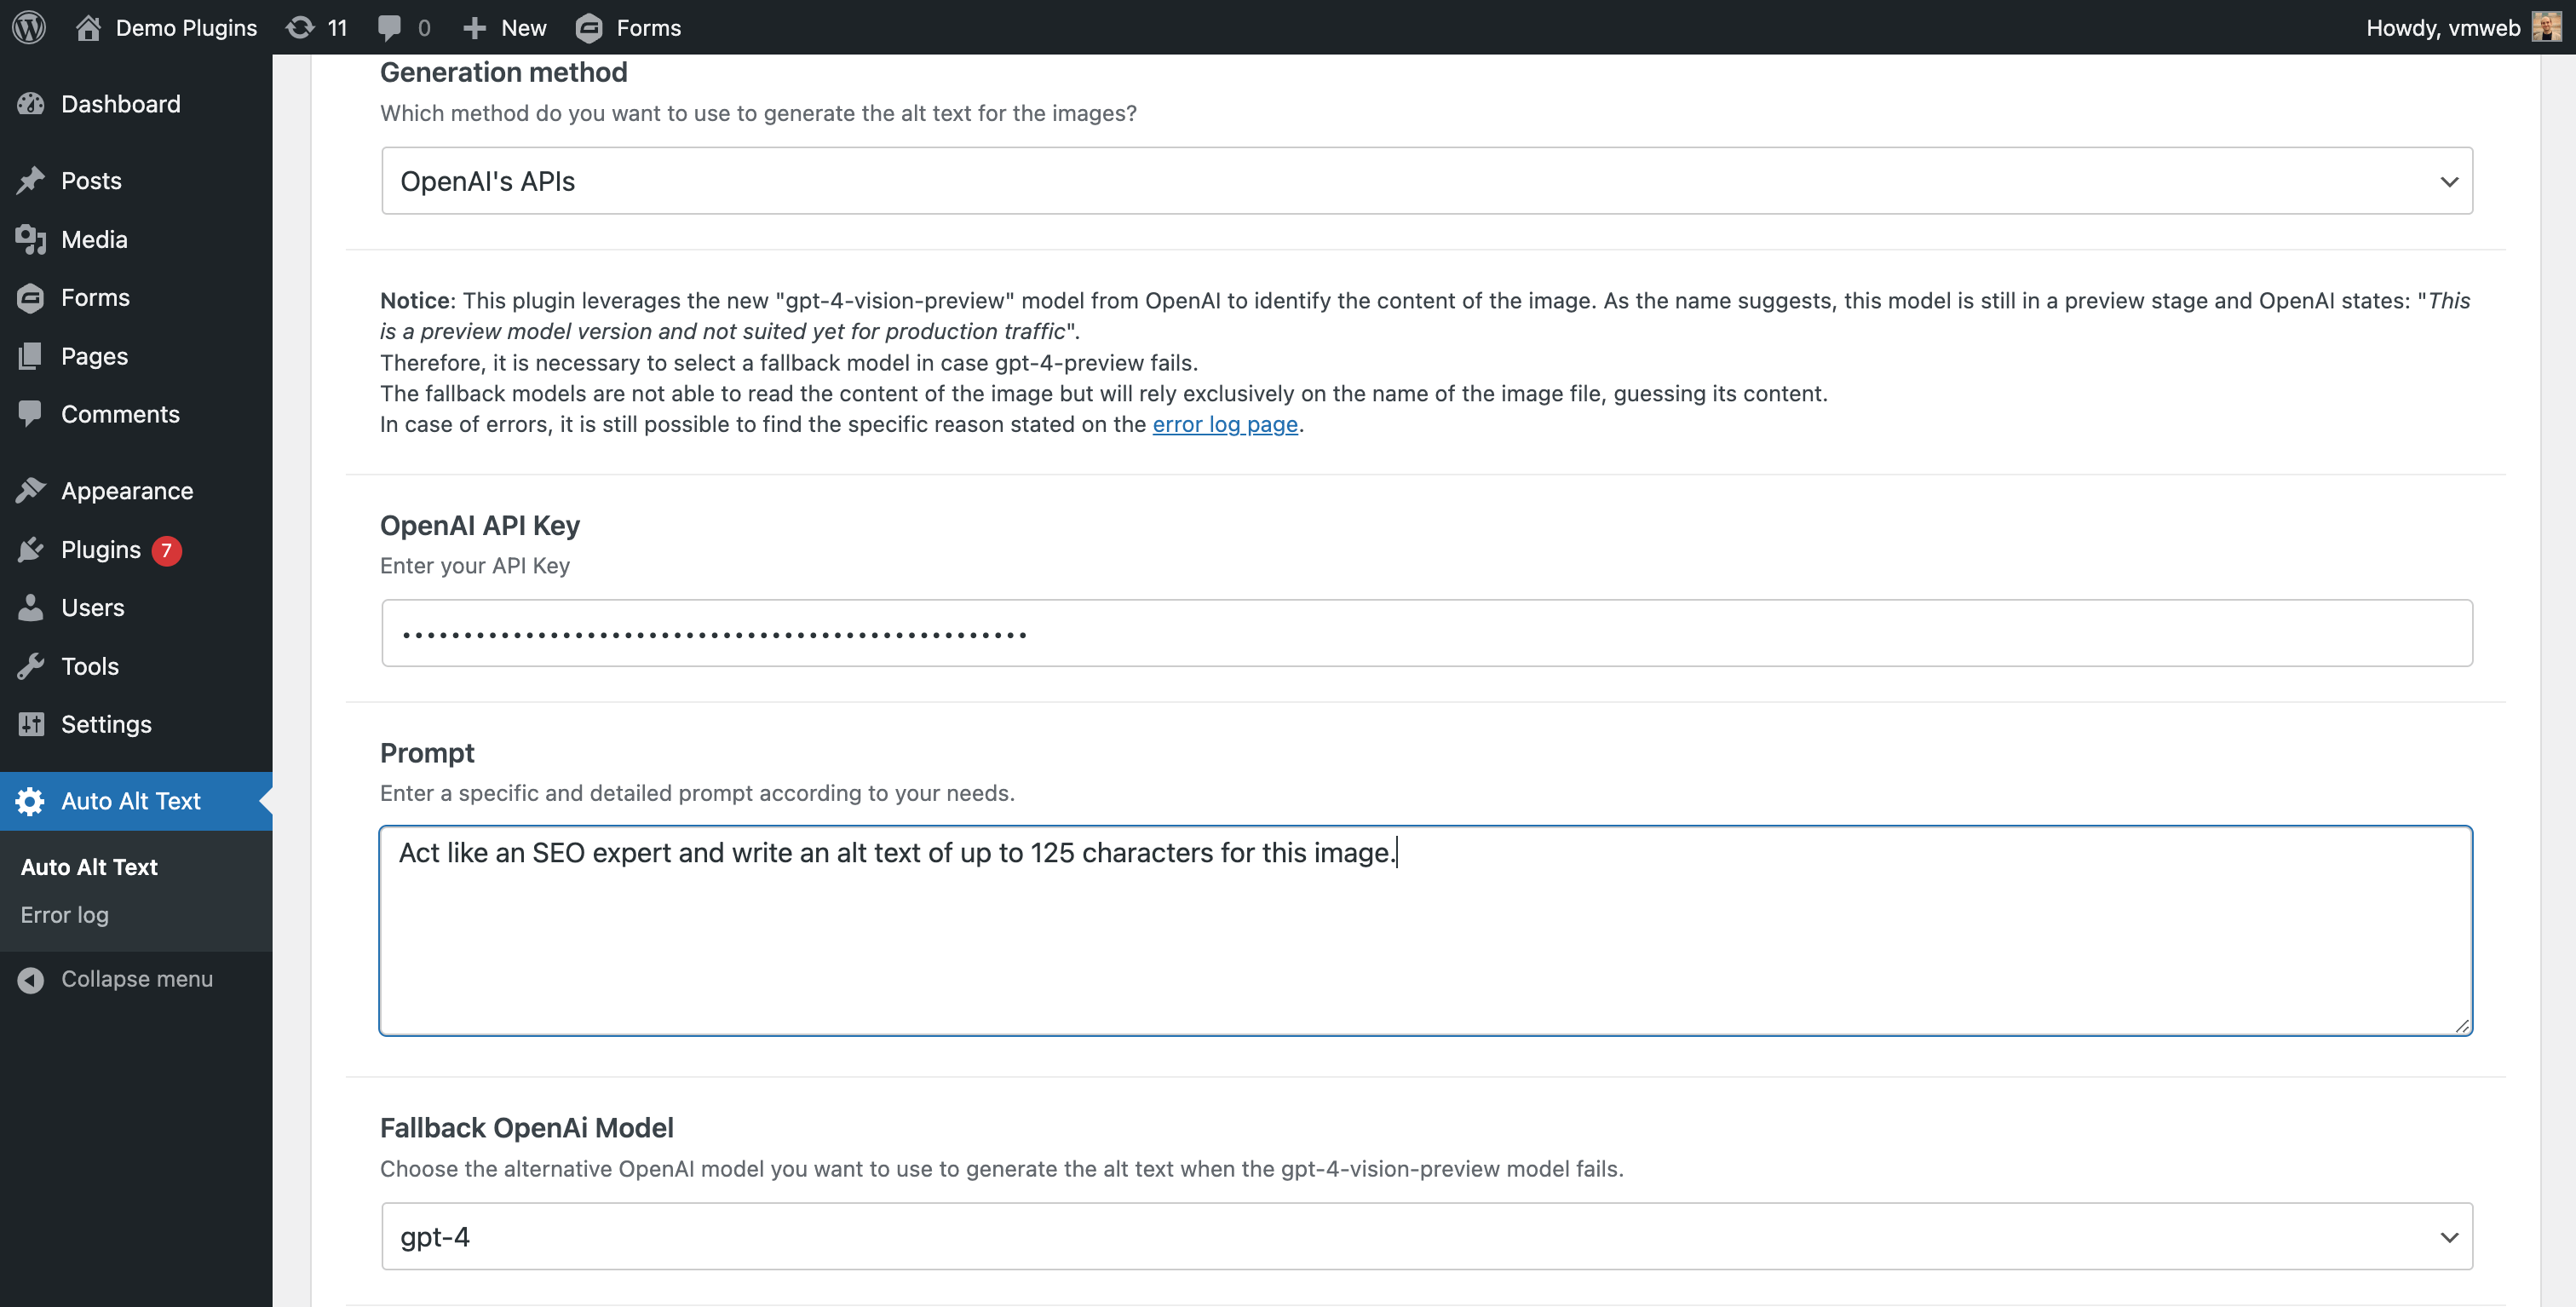 Demo Plugins 11 0 New Forms Howdy, vmweb
Dashboard
Posts
Media
Forms
Pages
Comments
Appearance
Plugins 7
Users
Tools
Settings
Auto Alt Text
Auto Alt Text
Error log
Collapse menu
Generation method
Which method do you want to use to generate the alt text for the images?
OpenAI's APIs
Notice: This plugin leverages the new "gpt-4-vision-preview" model from OpenAI to identify the content of the image. As the name suggests, this model is still in a preview stage and OpenAI states: "This
is a preview model version and not suited yet for production traffic".
Therefore, it is necessary to select a fallback model in case gpt-4-preview fails.
The fallback models are not able to read the content of the image but will rely exclusively on the name of the image file, guessing its content.
In case of errors, it is still possible to find the specific reason stated on the error log page.
OpenAI API Key
Enter your API Key
Prompt
Enter a specific and detailed prompt according to your needs.
Act like an SEO expert and write an alt text of up to 125 characters for this image.
Fallback OpenAi Model
Choose the alternative OpenAI model you want to use to generate the alt text when the gpt-4-vision-preview model fails.
gpt-4